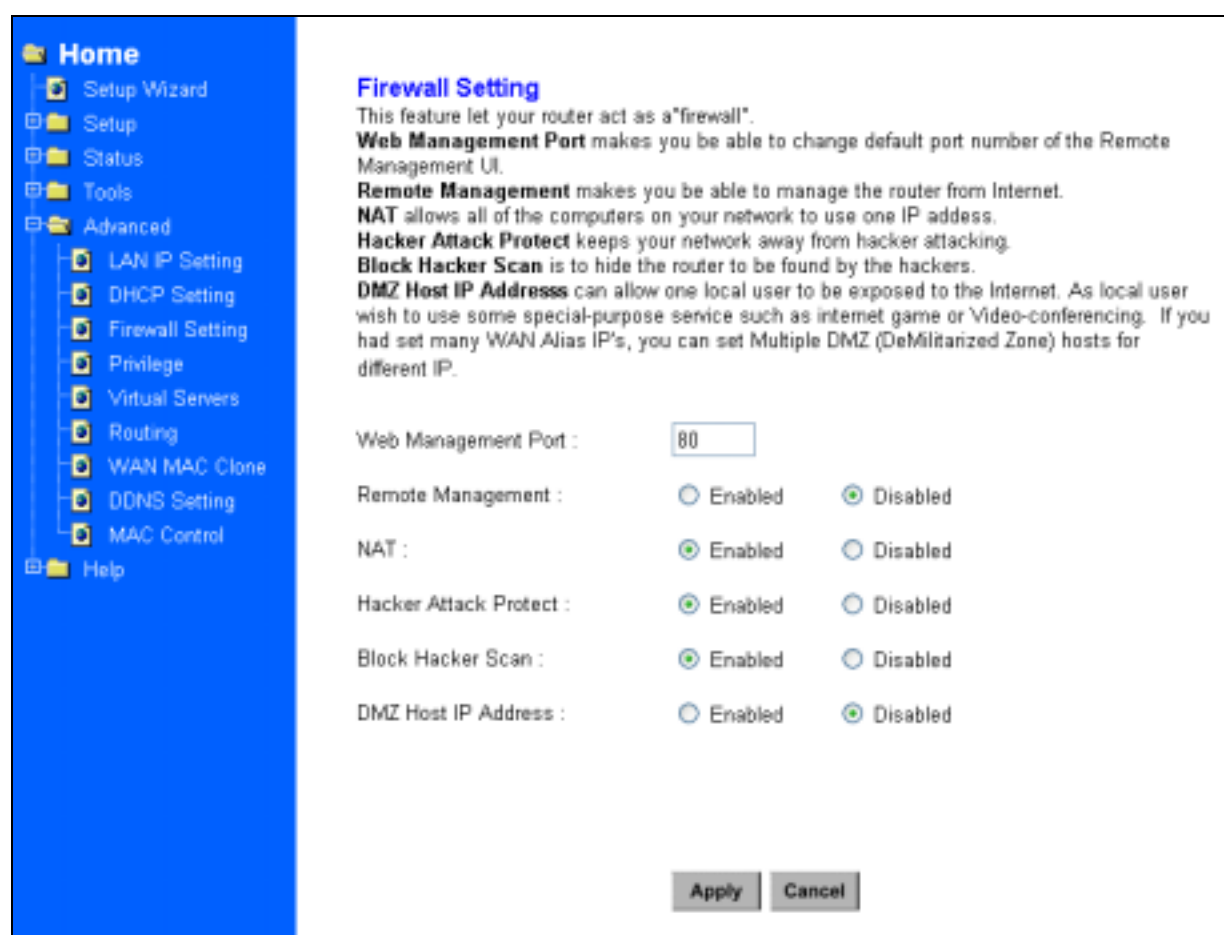 Home
Setup Wizard
Setup
Status
Tools
Advanced
LAN IP Setting
DHCP Setting
Firewall Setting
Privilege
Virtual Servers
Routing
WAN MAC Clone
DDNS Setting
MAC Control
Help
Firewall Setting
This feature let your router act as a"firewall".
Web Management Port makes you be able to change default port number of the Remote
Management UI.
Remote Management makes you be able to manage the router from Internet.
NAT allows all of the computers on your network to use one IP addess.
Hacker Attack Protect keeps your network away from hacker attacking.
Block Hacker Scan is to hide the router to be found by the hackers.
DMZ Host IP Addresss can allow one local user to be exposed to the Internet. As local user
wish to use some special-purpose service such as internet game or Video-conferencing. If you
had set many WAN Alias IP's, you can set Multiple DMZ (DeMilitarized Zone) hosts for
different IP.
Web Management Port : 80
Remote Management : Enabled Disabled
NAT : Enabled Disabled
Hacker Attack Protect : Enabled Disabled
Block Hacker Scan : Enabled Disabled
DMZ Host IP Address : Enabled Disabled
Apply Cancel